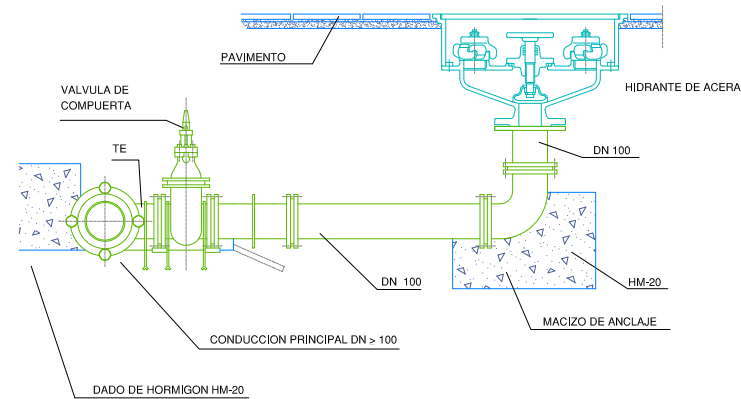 PAVIMENTO
VALVULA DE
COMPUERTA
HIDRANTE DE ACERA
TE
DN 100
DN 100
HM-20
MACIZO DE ANCLAJE
CONDUCCION PRINCIPAL DN ≥ 100
DADO DE HORMIGON HM-20